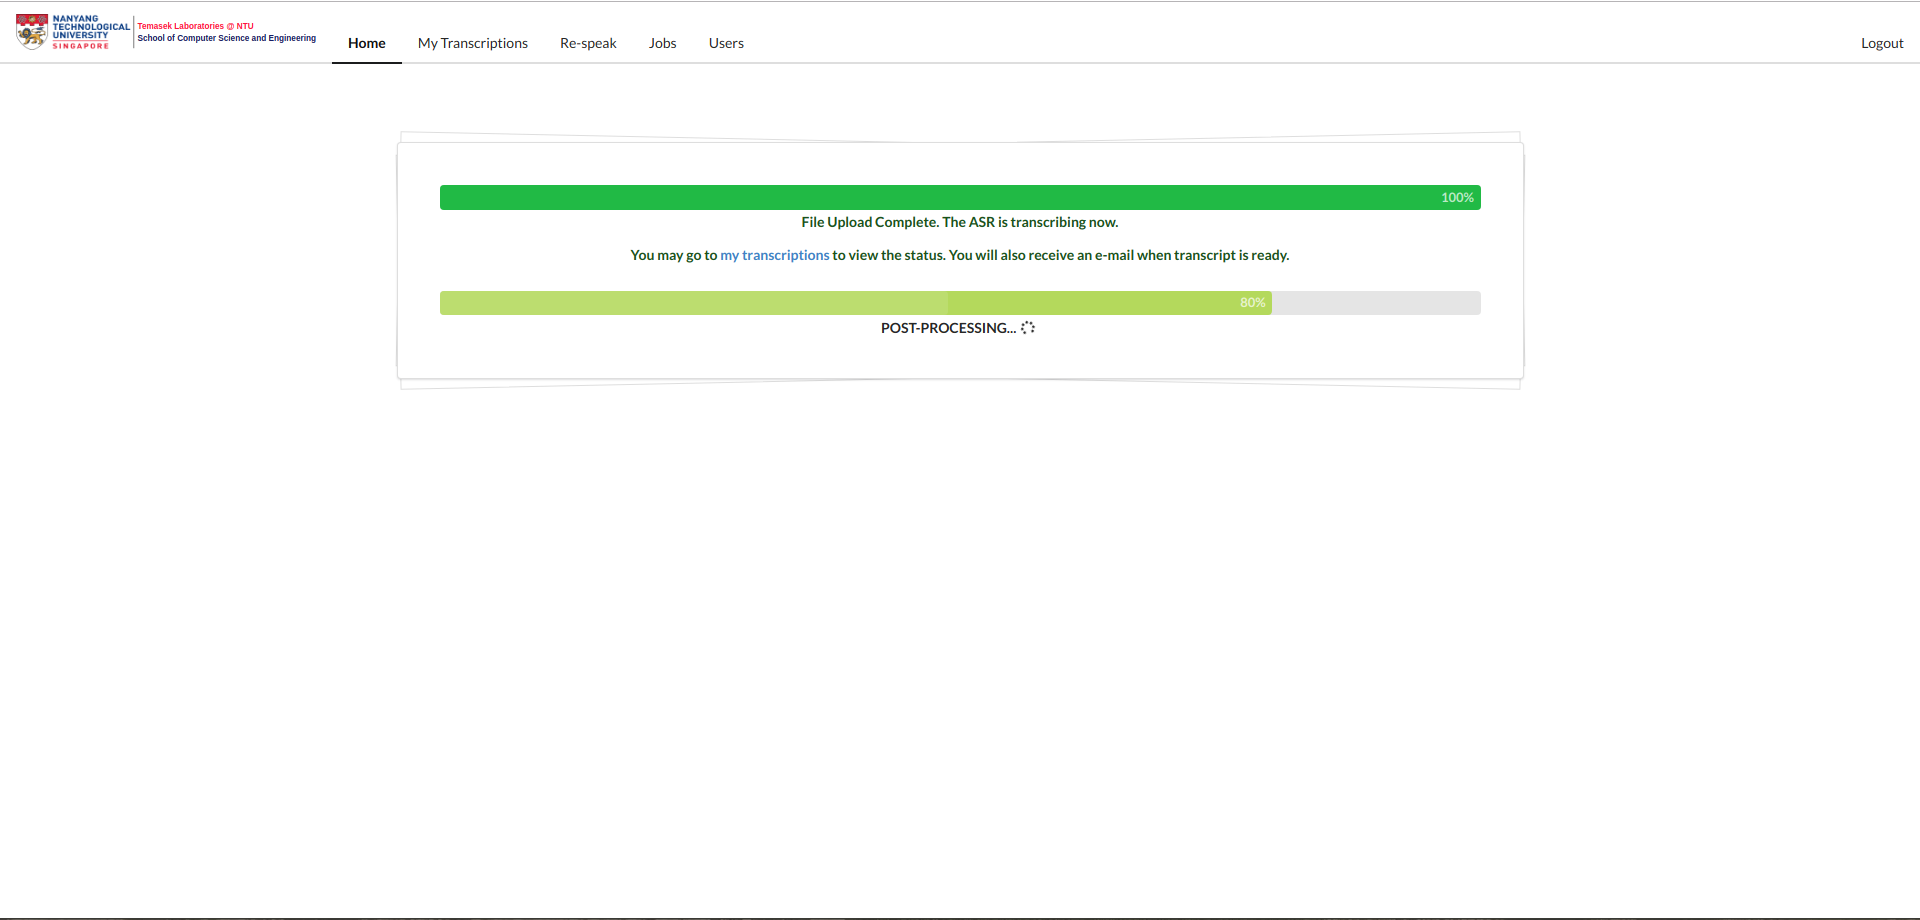 NANYANG
TECHNOLOGICAL
UNIVERSITY
SINGAPORE
Temasek Laboratories @ NTU
School of Computer Science and Engineering
Home My Transcriptions Re-speak Jobs Users Logout
100%
File Upload Complete. The ASR is transcribing now.
You may go to my transcriptions to view the status. You will also receive an e-mail when transcript is ready.
80%
POST-PROCESSING...